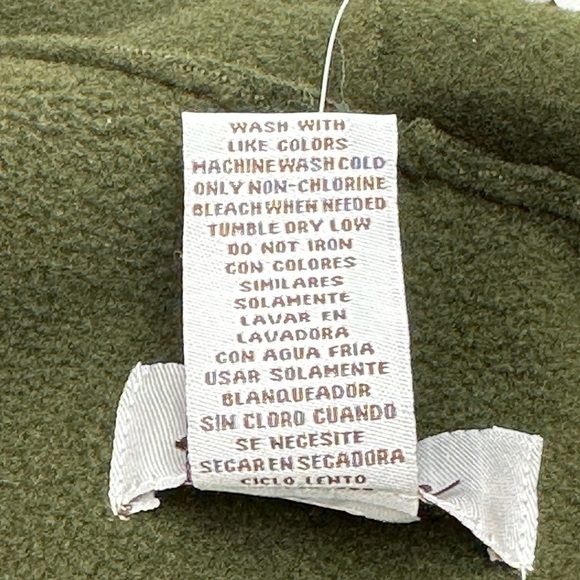 WASH WITH
LIKE COLORS
MACHINE WASH COLD
ONLY NON-CHLORINE
BLEACH WHEN NEEDED
TUMBLE DRY LOW
DO NOT IRON
CON COLORES
SIMILARES
SOLAMENTE
LAVAR EN
LAVADORA
CON AGUA FRIA
USAR SOLAMENTE
BLANQUEADOR
SIN CLORO CUANDO
SE NECESITE
SECAR EN SECADORA
CICLO LENTO